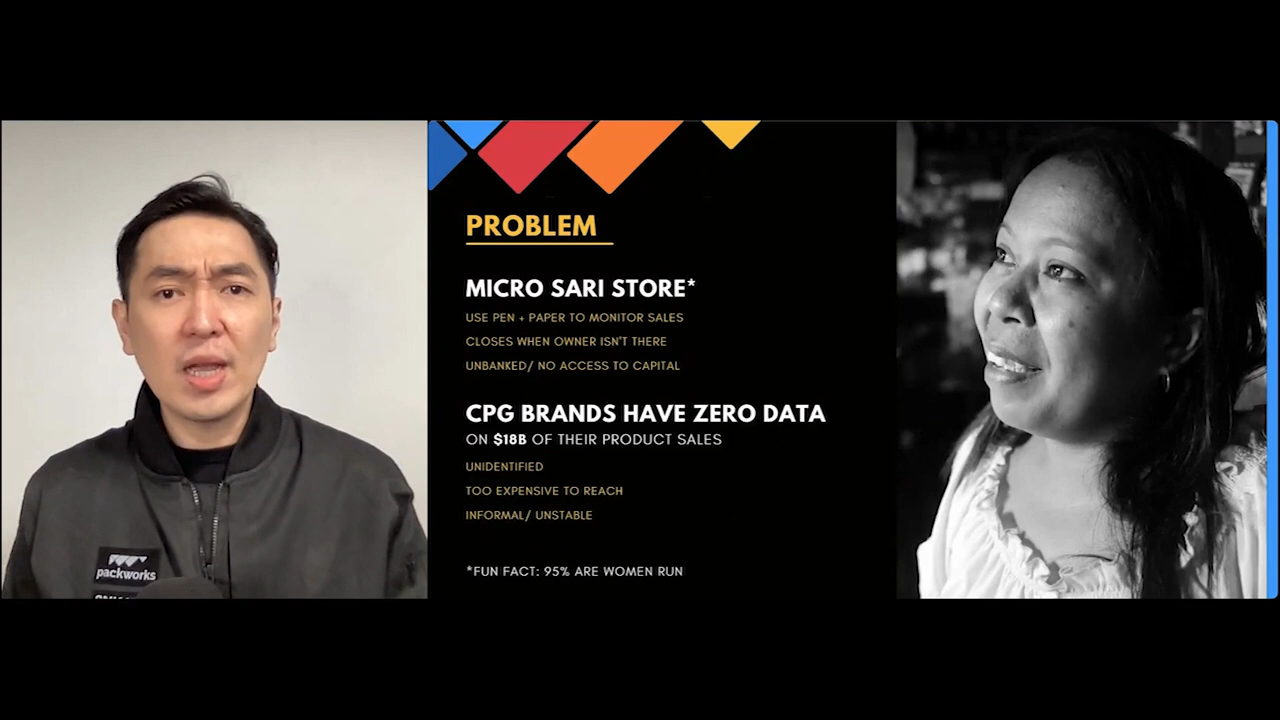 packworks
PROBLEM
MICRO SARI STORE*
USE PEN + PAPER TO MONITOR SALES
CLOSES WHEN OWNER ISN'T THERE
UNBANKED/ NO ACCESS TO CAPITAL
CPG BRANDS HAVE ZERO DATA
ON $18B OF THEIR PRODUCT SALES
UNIDENTIFIED
TOO EXPENSIVE TO REACH
INFORMAL/ UNSTABLE
*FUN FACT: 95% ARE WOMEN RUN